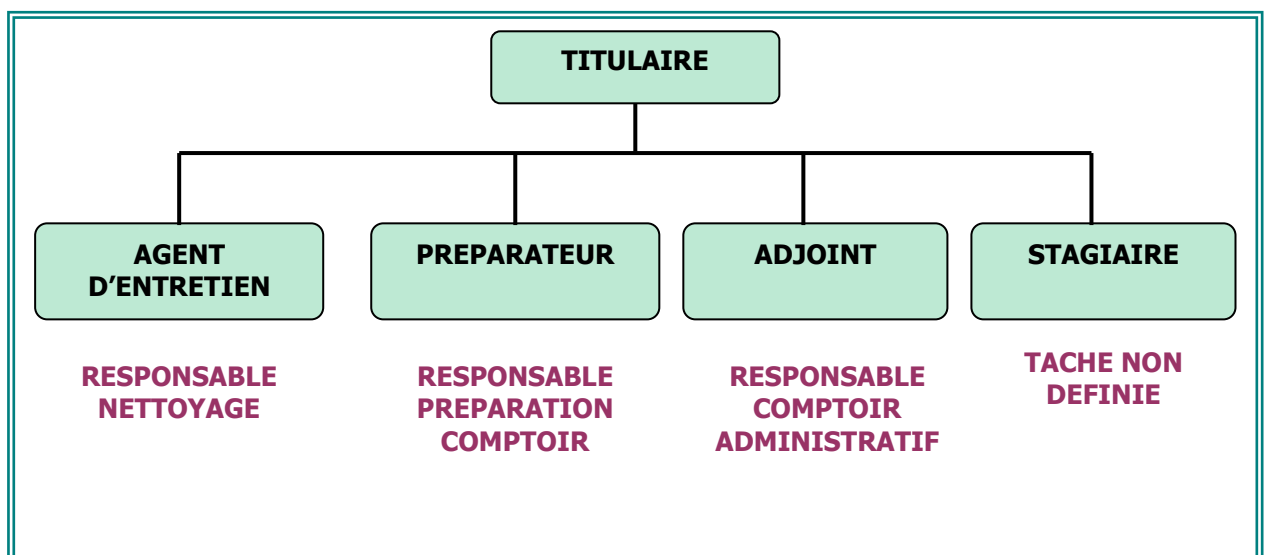 TITULAIRE
AGENT
D’ENTRETIEN
PREPARATEUR
ADJOINT
STAGIAIRE
RESPONSABLE
NETTOYAGE
RESPONSABLE
PREPARATION
COMPTOIR
RESPONSABLE
COMPTOIR
ADMINISTRATIF
TACHE NON
DEFINIE